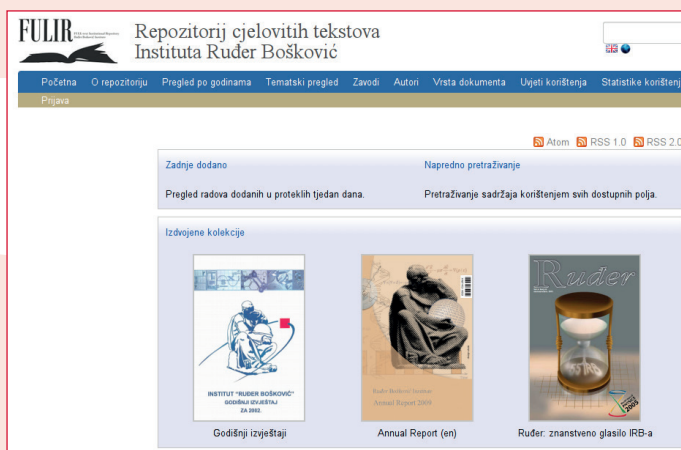 FULIR
Repozitorij cjelovitih tekstova
Instituta Ruđer Bošković
Početna O repozitoriju Pregled po godinama Tematski pregled Zavodi Autori Vrsta dokumenta Uvjeti korištenja Statistike korištenj
Prijava
Atom RSS 1.0 RSS 2.0
Zadnje dodano
Pregled radova dodanih u proteklih tjedan dana.
Napredno pretraživanje
Pretraživanje sadržaja korištenjem svih dostupnih polja.
Izdvojene kolekcije
INSTITUT "RUĐER BOŠKOVIĆ"
GODIŠNJI IZVJEŠTAJ
ZA 2002.
Godišnji izvještaji
Ruđer Bošković Institute
Annual Report 2008
Annual Report (en)
Ruđer
2005
Ruđer: znanstveno glasilo IRB-a